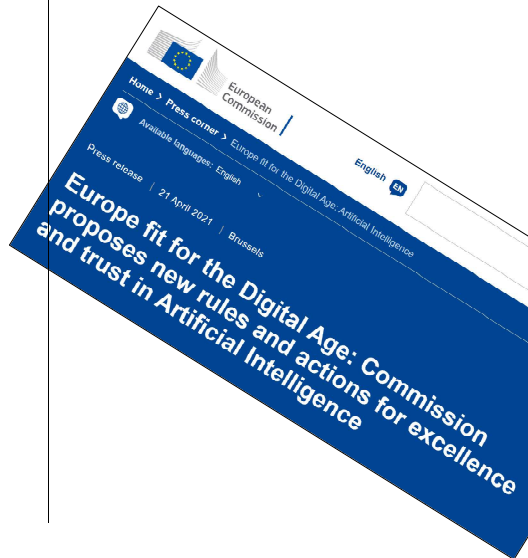 European
Commission
English EN
Home > Press corner > Europe fit for the Digital Age: Artificial Intelligence
Available languages: English
Press release | 21 April 2021 | Brussels
Europe fit for the Digital Age: Commission
proposes new rules and actions for excellence
and trust in Artificial Intelligence